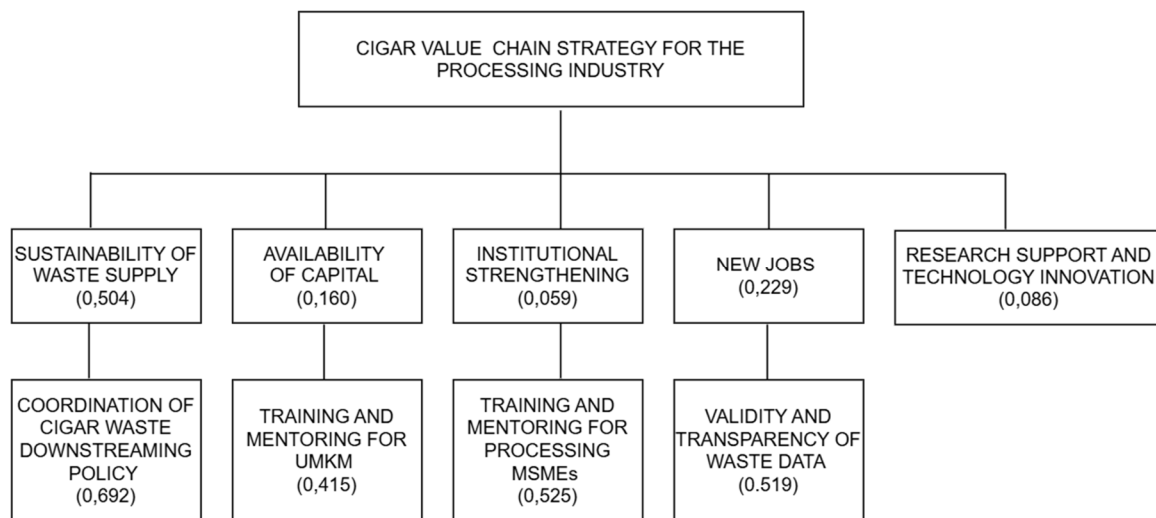 CIGAR VALUE CHAIN STRATEGY FOR THE
PROCESSING INDUSTRY
SUSTAINABILITY OF
WASTE SUPPLY
(0,504)
AVAILABILITY
OF CAPITAL
(0,160)
INSTITUTIONAL
STRENGTHENING
(0,059)
NEW JOBS
(0,229)
RESEARCH SUPPORT AND
TECHNOLOGY INNOVATION
(0,086)
COORDINATION OF
CIGAR WASTE
DOWNSTREAMING
POLICY
(0,692)
TRAINING AND
MENTORING FOR
UMKM
(0,415)
TRAINING AND
MENTORING FOR
PROCESSING
MSMEs
(0,525)
VALIDITY AND
TRANSPARENCY OF
WASTE DATA
(0.519)